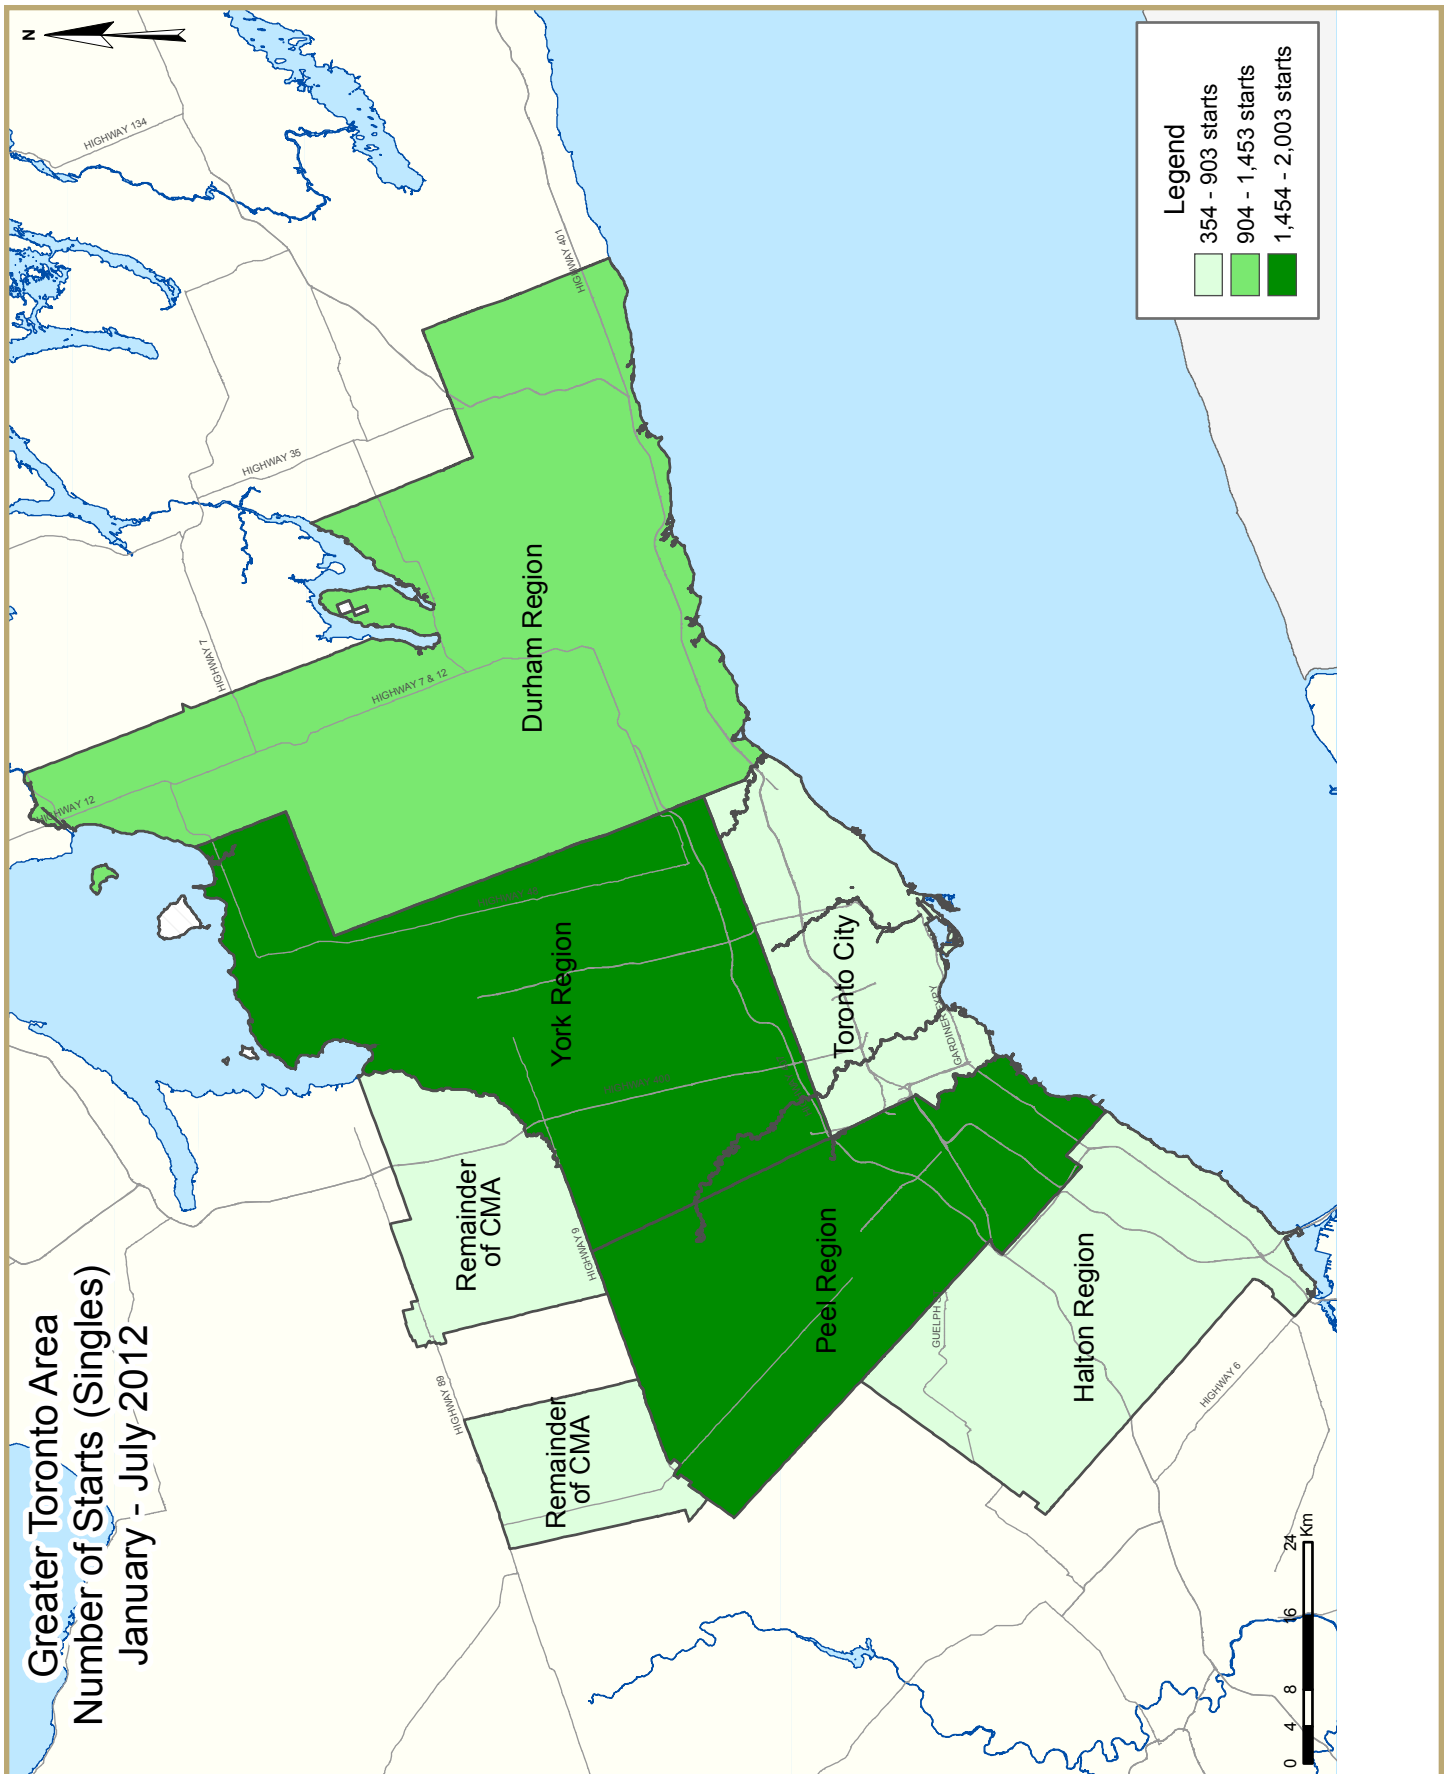 Greater Toronto Area
Number of Starts (Singles)
January - July 2012
N
HIGHWAY 134
HIGHWAY 35
HIGHWAY 401
HIGHWAY 7
HIGHWAY 7 & 12
HIGHWAY 12
Durham Region
York Region
Toronto City
GARDINER
Remainder
of CMA
HIGHWAY 9
HIGHWAY 89
Remainder
of CMA
Peel Region
GUELPH
Halton Region
HIGHWAY 6
Legend
354 - 903 starts
904 - 1,453 starts
1,454 - 2,003 starts
0 4 8 16 24
Km